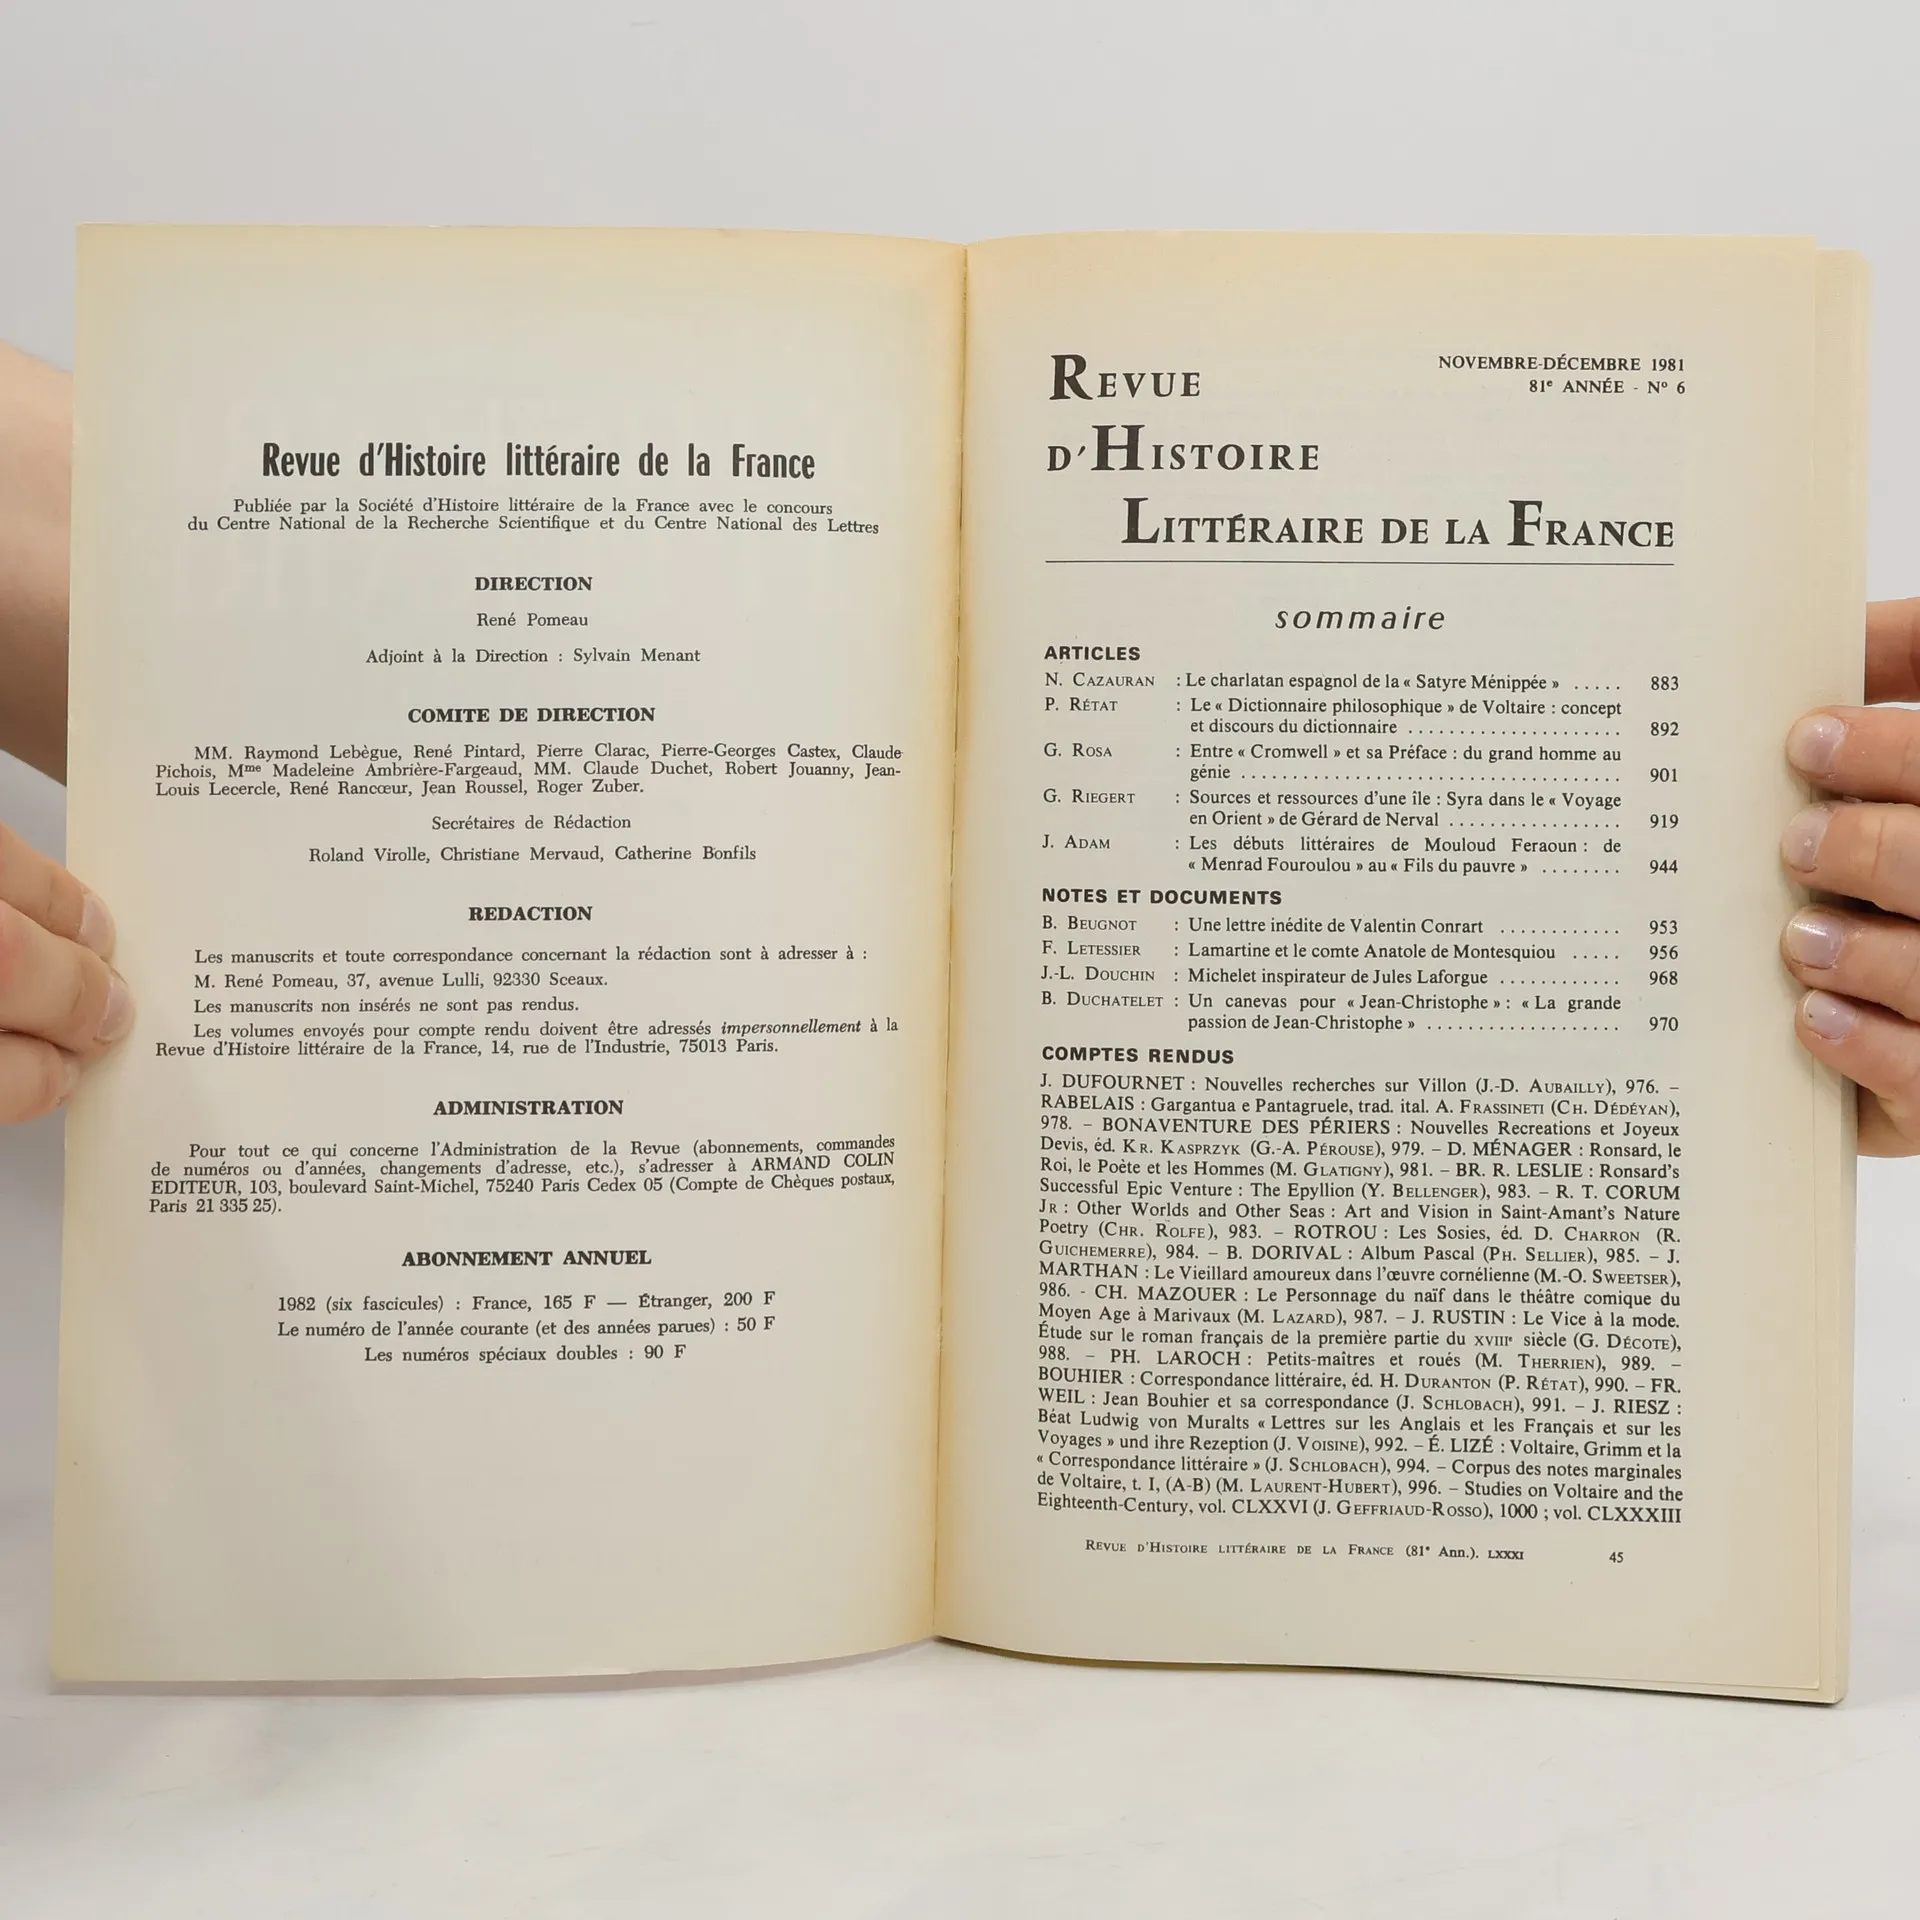 Revue d'Histoire littéraire de la France
Publiée par la Société d'Histoire littéraire de la France avec le concours
du Centre National de la Recherche Scientifique et du Centre National des Lettres
DIRECTION
René Pomeau
Adjoint à la Direction : Sylvain Menant
COMITE DE DIRECTION
MM. Raymond Lebègue, René Pintard, Pierre Clarac, Pierre-Georges Castex, Claude
Pichois, Mme Madeleine Ambrière-Fargeaud, MM. Claude Duchet, Robert Jouanny, Jean-
Louis Lecercle, René Rancœur, Jean Roussel, Roger Zuber.
Secrétaires de Rédaction
Roland Virolle, Christiane Mervaud, Catherine Bonfils
REDACTION
Les manuscrits et toute correspondance concernant la rédaction sont à adresser à :
M. René Pomeau, 37, avenue Lulli, 92330 Sceaux.
Les manuscrits non insérés ne sont pas rendus.
Les volumes envoyés pour compte rendu doivent être adressés impersonnellement à la
Revue d'Histoire littéraire de la France, 14, rue de l'Industrie, 75013 Paris.
ADMINISTRATION
Pour tout ce qui concerne l'Administration de la Revue (abonnements, commandes
de numéros ou d'années, changements d'adresse, etc.), s'adresser à ARMAND COLIN
EDITEUR, 103, boulevard Saint-Michel, 75240 Paris Cedex 05 (Compte de Chèques postaux,
Paris 21 335 25).
ABONNEMENT ANNUEL
1982 (six fascicules) : France, 165 F — Étranger, 200 F
Le numéro de l'année courante (et des années parues) : 50 F
Les numéros spéciaux doubles : 90 F
NOVEMBRE-DÉCEMBRE 1981
81e ANNÉE - No 6
REVUE
D'HISTOIRE
LITTÉRAIRE DE LA FRANCE
sommaire
ARTICLES
N. CAZAURAN : Le charlatan espagnol de la « Satyre Ménippée » ..... 883
P. RÉTAT : Le « Dictionnaire philosophique » de Voltaire : concept
et discours du dictionnaire ..................... 892
G. ROSA : Entre « Cromwell » et sa Préface : du grand homme au
génie ..................................... 901
G. RIEGERT : Sources et ressources d'une île : Syra dans le « Voyage
en Orient » de Gérard de Nerval ................. 919
J. ADAM : Les débuts littéraires de Mouloud Feraoun : de
« Menrad Fouroulou » au « Fils du pauvre » ........ 944
NOTES ET DOCUMENTS
B. BEUGNOT : Une lettre inédite de Valentin Conrart ............ 953
F. LETESSIER : Lamartine et le comte Anatole de Montesquiou ..... 956
J.-L. DOUCHIN : Michelet inspirateur de Jules Laforgue ............ 968
B. DUCHATELET : Un canevas pour « Jean-Christophe » : « La grande
passion de Jean-Christophe » ................... 970
COMPTES RENDUS
J. DUFOURNET : Nouvelles recherches sur Villon (J.-D. AUBAILLY), 976. –
RABELAIS : Gargantua e Pantagruele, trad. ital. A. FRASSINETI (CH. DÉDÉYAN),
978. – BONAVENTURE DES PÉRIERS : Nouvelles Recreations et Joyeux
Devis, éd. KR. KASPRZYK (G.-A. PÉROUSE), 979. – D. MÉNAGER : Ronsard, le
Roi, le Poète et les Hommes (M. GLATIGNY), 981. – BR. R. LESLIE : Ronsard's
Successful Epic Venture : The Epyllion (Y. BELLENGER), 983. – R. T. CORUM
JR : Other Worlds and Other Seas : Art and Vision in Saint-Amant's Nature
Poetry (CHR. ROLFE), 983. – ROTROU : Les Sosies, éd. D. CHARRON (R.
GUICHEMERRE), 984. – B. DORIVAL : Album Pascal (PH. SELLIER), 985. – J.
MARTHAN : Le Vieillard amoureux dans l'œuvre cornélienne (M.-O. SWEETSER),
986. - CH. MAZOUER : Le Personnage du naïf dans le théâtre comique du
Moyen Age à Marivaux (M. LAZARD), 987. – J. RUSTIN : Le Vice à la mode.
Étude sur le roman français de la première partie du XVIIIe siècle (G. DÉCOTE),
988. – PH. LAROCH : Petits-maîtres et roués (M. THERRIEN), 989. –
BOUHIER : Correspondance littéraire, éd. H. DURANTON (P. RÉTAT), 990. – FR.
WEIL : Jean Bouhier et sa correspondance (J. SCHLOBACH), 991. – J. RIESZ :
Béat Ludwig von Muralts « Lettres sur les Anglais et les Français et sur les
Voyages » und ihre Rezeption (J. VOISINE), 992. – É. LIZÉ : Voltaire, Grimm et la
« Correspondance littéraire » (J. SCHLOBACH), 994. – Corpus des notes marginales
de Voltaire, t. I, (A-B) (M. LAURENT-HUBERT), 996. – Studies on Voltaire and the
Eighteenth-Century, vol. CLXXVI (J. GEFFRIAUD-ROSSO), 1000 ; vol. CLXXXIII
REVUE D'HISTOIRE LITTÉRAIRE DE LA FRANCE (81e Ann.). LXXXI 45